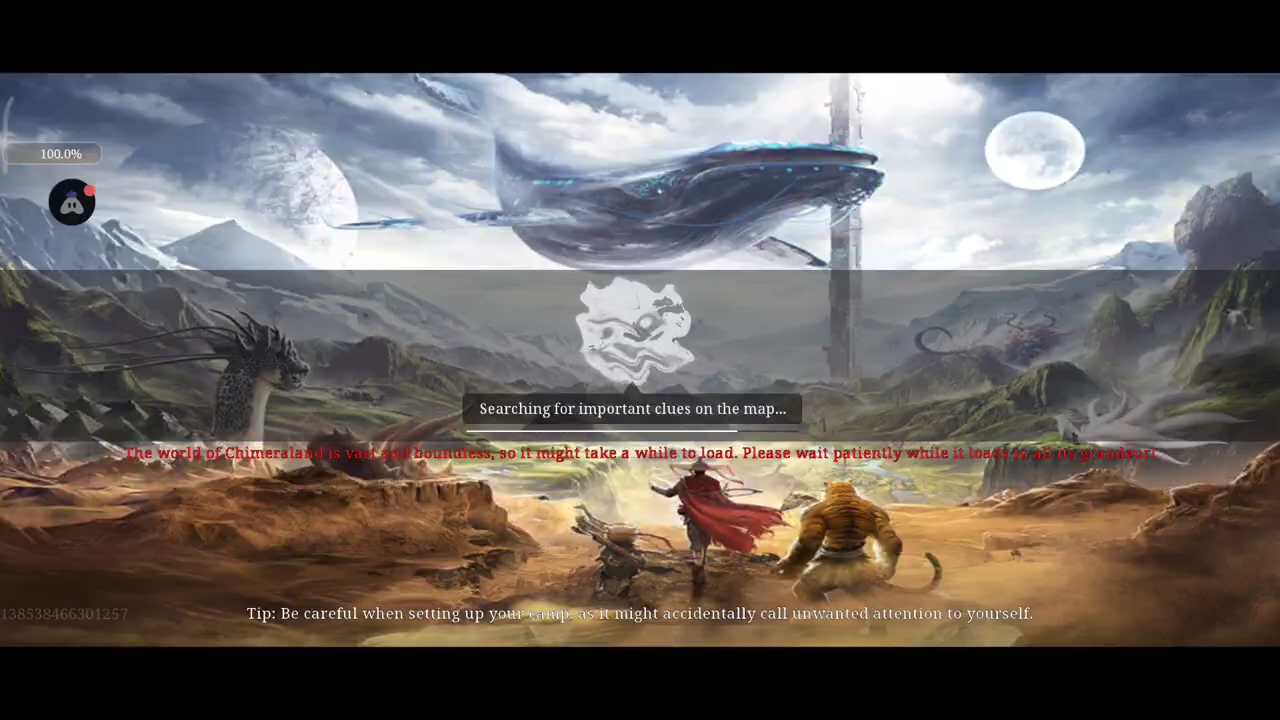 100.0%
Searching for important clues on the map...
The world of Chimeraland is vast and boundless, so it might take a while to load. Please wait patiently while it loads in all its grandeur!
138538466301257
Tip: Be careful when setting up your camp, as it might accidentally call unwanted attention to yourself.